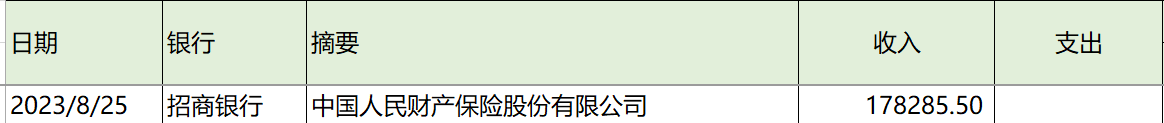 日期 银行 摘要 收入 支出
2023/8/25 招商银行 中国人民财产保险股份有限公司 178285.50